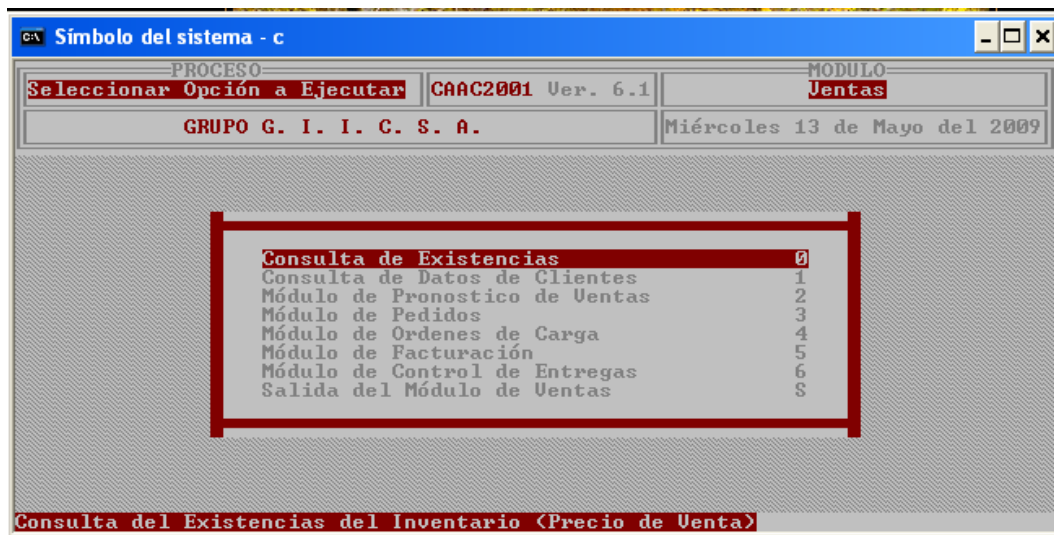 Símbolo del sistema - c
PROCESO MODULO
Seleccionar Opción a Ejecutar CAAC2001 Ver. 6.1 Ventas
GRUPO G. I. I. C. S. A. Miércoles 13 de Mayo del 2009
Consulta de Existencias 0
Consulta de Datos de Clientes 1
Módulo de Pronostico de Ventas 2
Módulo de Pedidos 3
Módulo de Ordenes de Carga 4
Módulo de Facturación 5
Módulo de Control de Entregas 6
Salida del Módulo de Ventas S
Consulta del Existencias del Inventario (Precio de Venta)